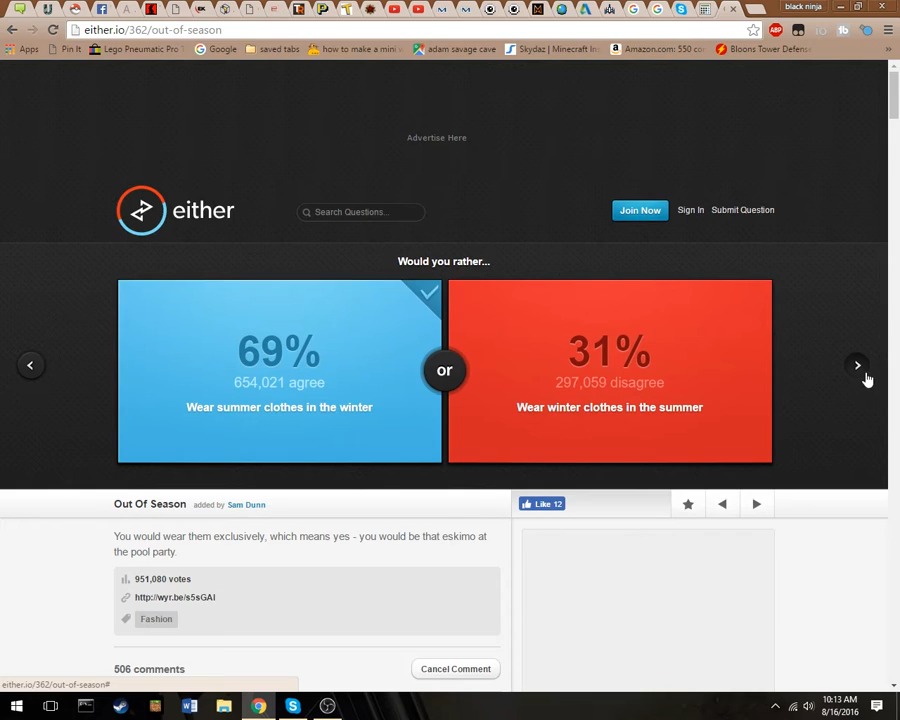 black ninja
either.io/362/out-of-season
Apps
Pin It
Lego Pneumatic Pro T
Google
saved tabs
how to make a mini v
adam savage cave
Skydaz | Minecraft In
Amazon.com: 550 co
Bloons Tower Defens
Advertise Here
either
Search Questions...
Join Now
Sign In
Submit Question
Would you rather...
69%
654,021 agree
Wear summer clothes in the winter
or
31%
297,059 disagree
Wear winter clothes in the summer
Out Of Season added by Sam Dunn
Like 12
You would wear them exclusively, which means yes - you would be that eskimo at
the pool party.
951,080 votes
http://wyr.be/s5sGAI
Fashion
506 comments
Cancel Comment
either.io/362/out-of-season#
10:13 AM
8/16/2016